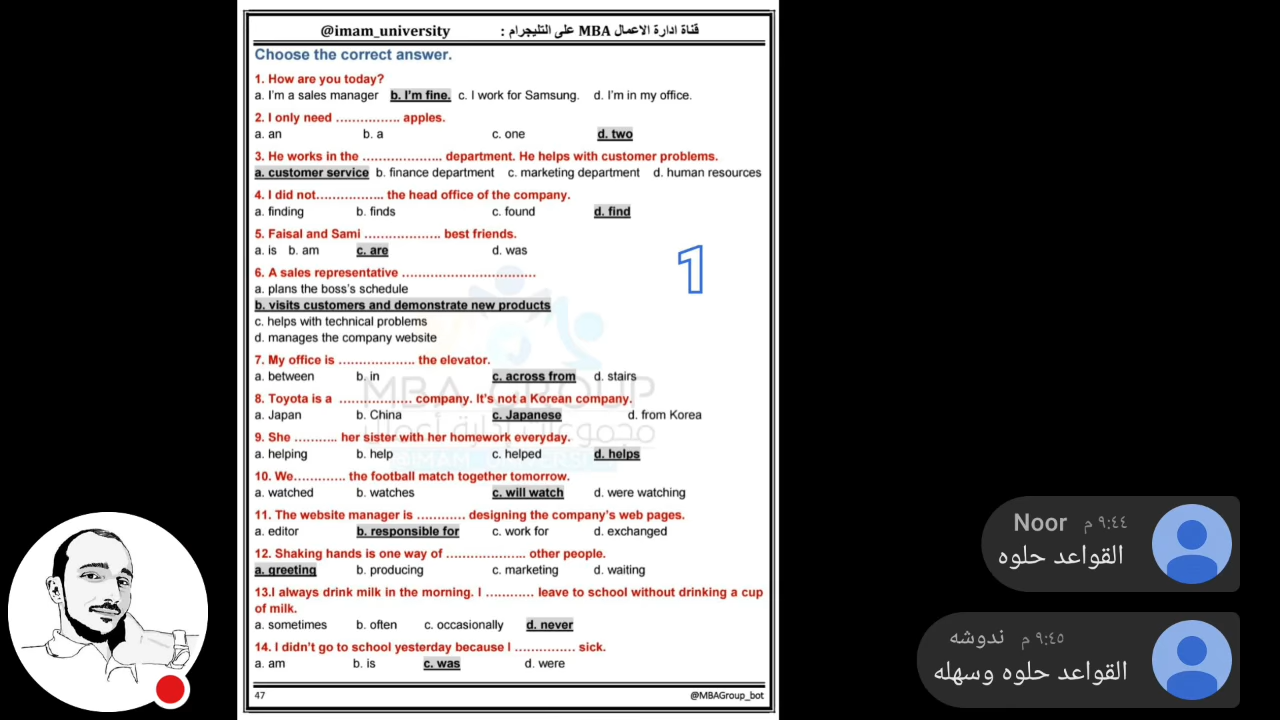 @imam_university قناة ادارة الاعمال MBA على التليجرام :
Choose the correct answer.
1. How are you today?
a. I'm a sales manager b. I'm fine. c. I work for Samsung. d. I'm in my office.
2. I only need ……………. apples.
a. an b. a c. one d. two
3. He works in the ……………….. department. He helps with customer problems.
a. customer service b. finance department c. marketing department d. human resources
4. I did not…………….. the head office of the company.
a. finding b. finds c. found d. find
5. Faisal and Sami ………………. best friends.
a. is b. am c. are d. was
6. A sales representative ……………………………
a. plans the boss's schedule
b. visits customers and demonstrate new products
c. helps with technical problems
d. manages the company website
7. My office is ………………. the elevator.
a. between b. in c. across from d. stairs
8. Toyota is a ………………. company. It's not a Korean company.
a. Japan b. China c. Japanese d. from Korea
9. She ……….. her sister with her homework everyday.
a. helping b. help c. helped d. helps
10. We………… the football match together tomorrow.
a. watched b. watches c. will watch d. were watching
11. The website manager is ………… designing the company's web pages.
a. editor b. responsible for c. work for d. exchanged
12. Shaking hands is one way of ……………….. other people.
a. greeting b. producing c. marketing d. waiting
13.I always drink milk in the morning. I ………… leave to school without drinking a cup
of milk.
a. sometimes b. often c. occasionally d. never
14. I didn't go to school yesterday because I …………… sick.
a. am b. is c. was d. were
47 @MBAGroup_bot
1
MBA GROUP
مجموعات إدارة أعمال
@IMAM_UNIVERSITY
Noor ٩:٤٤ م
القواعد حلوه
ندوشه ٩:٤٥ م
القواعد حلوه وسهله